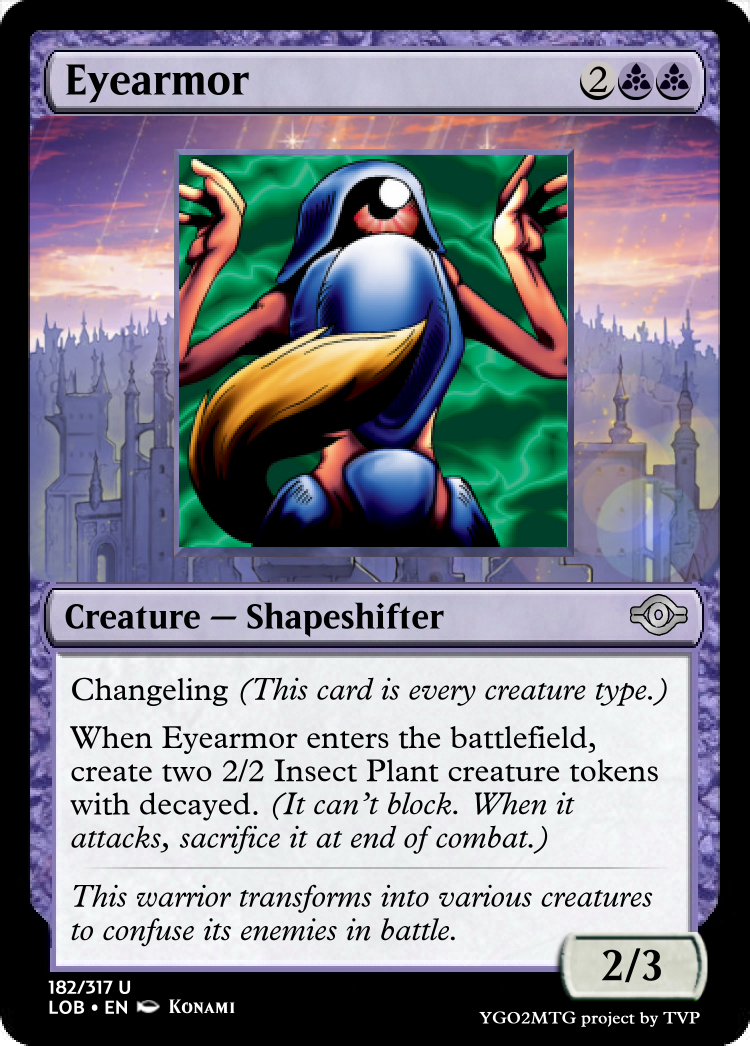 Eyearmor 2
Creature — Shapeshifter
Changeling (This card is every creature type.)
When Eyearmor enters the battlefield,
create two 2/2 Insect Plant creature tokens
with decayed. (It can't block. When it
attacks, sacrifice it at end of combat.)
This warrior transforms into various creatures
to confuse its enemies in battle.
2/3
182/317 U
LOB • EN KONAMI
YGO2MTG project by TVP